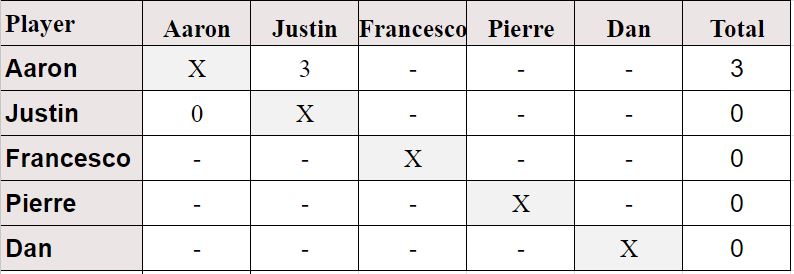 Player Aaron Justin Francesco Pierre Dan Total
Aaron X 3 - - - 3
Justin 0 X - - - 0
Francesco - - X - - 0
Pierre - - - X - 0
Dan - - - - X 0